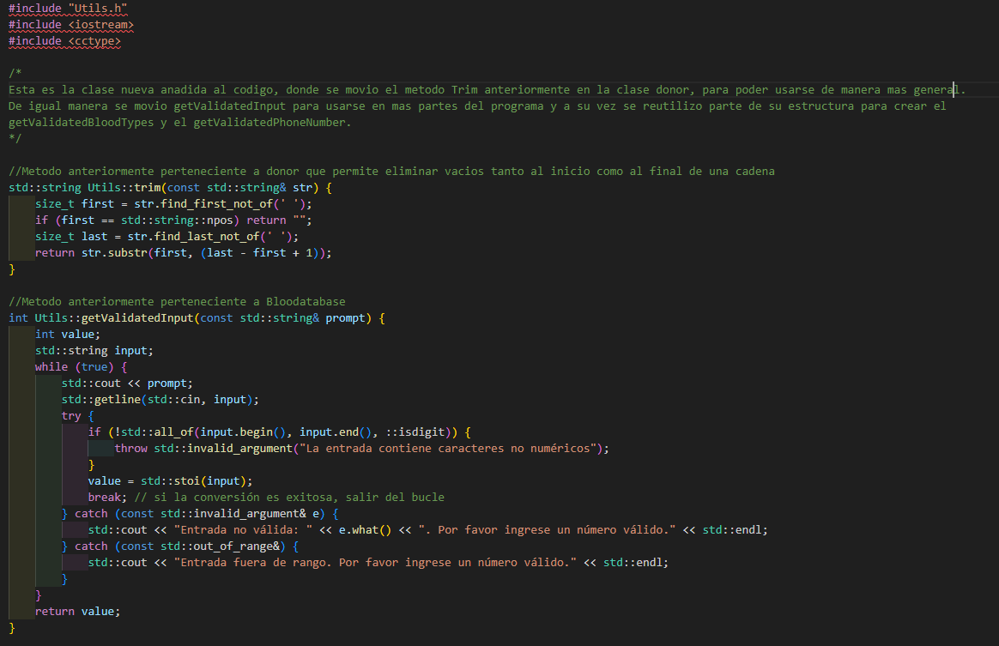 #include "Utils.h"
#include <iostream>
#include <cctype>
/*
Esta es la clase nueva anadida al codigo, donde se movio el metodo Trim anteriormente en la clase donor, para poder usarse de manera mas general.
De igual manera se movio getValidatedInput para usarse en mas partes del programa y a su vez se reutilizo parte de su estructura para crear el
getValidatedBloodTypes y el getValidatedPhoneNumber.
*/
//Metodo anteriormente perteneciente a donor que permite eliminar vacios tanto al inicio como al final de una cadena
std::string Utils::trim(const std::string& str) {
    size_t first = str.find_first_not_of(' ');
    if (first == std::string::npos) return "";
    size_t last = str.find_last_not_of(' ');
    return str.substr(first, (last - first + 1));
}
//Metodo anteriormente perteneciente a Bloodatabase
int Utils::getValidatedInput(const std::string& prompt) {
    int value;
    std::string input;
    while (true) {
        std::cout << prompt;
        std::getline(std::cin, input);
        try {
            if (!std::all_of(input.begin(), input.end(), ::isdigit)) {
                throw std::invalid_argument("La entrada contiene caracteres no numéricos");
            }
            value = std::stoi(input);
            break; // si la conversión es exitosa, salir del bucle
        } catch (const std::invalid_argument& e) {
            std::cout << "Entrada no válida: " << e.what() << ". Por favor ingrese un número válido." << std::endl;
        } catch (const std::out_of_range&) {
            std::cout << "Entrada fuera de rango. Por favor ingrese un número válido." << std::endl;
        }
    }
    return value;
}